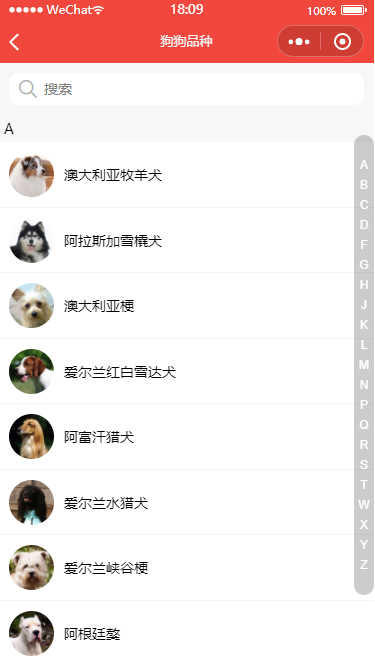 WeChat
18:09
100%
狗狗品种
搜索
A
澳大利亚牧羊犬
阿拉斯加雪橇犬
澳大利亚梗
爱尔兰红白雪达犬
阿富汗猎犬
爱尔兰水猎犬
爱尔兰峡谷梗
阿根廷獒
A
B
C
D
F
G
H
J
K
L
M
N
P
Q
R
S
T
W
X
Y
Z